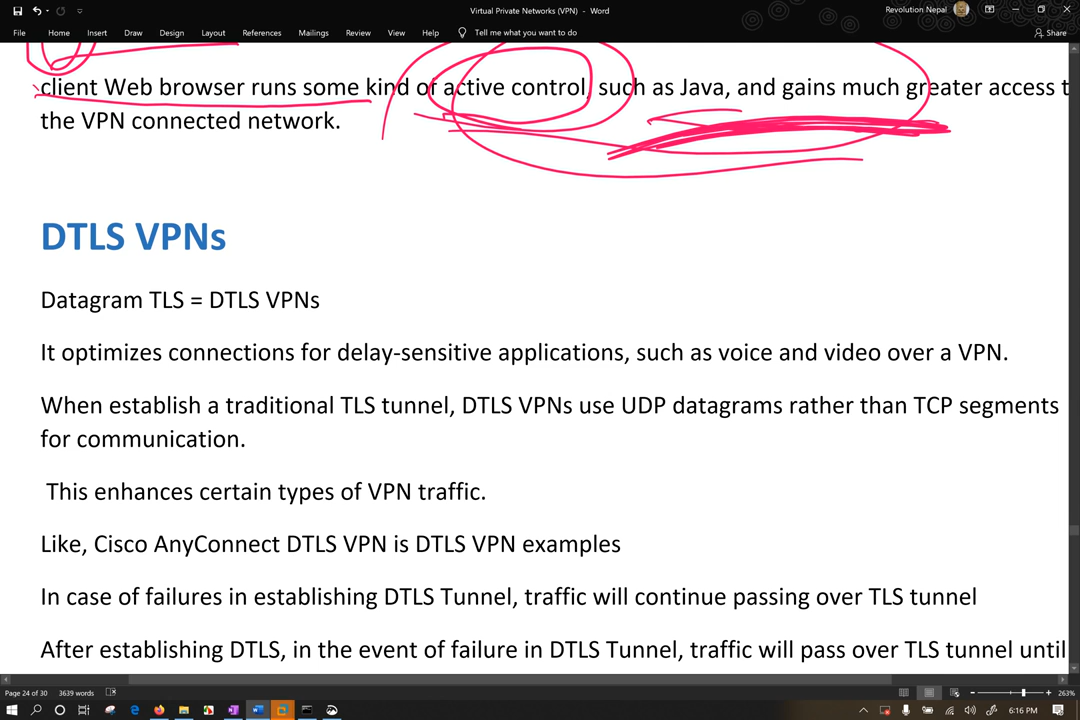 Virtual Private Networks (VPN) - Word
Revolution Nepal
File Home Insert Draw Design Layout References Mailings Review View Help Tell me what you want to do Share
client Web browser runs some kind of active control, such as Java, and gains much greater access t
the VPN connected network.
DTLS VPNs
Datagram TLS = DTLS VPNs
It optimizes connections for delay-sensitive applications, such as voice and video over a VPN.
When establish a traditional TLS tunnel, DTLS VPNs use UDP datagrams rather than TCP segments
for communication.
This enhances certain types of VPN traffic.
Like, Cisco AnyConnect DTLS VPN is DTLS VPN examples
In case of failures in establishing DTLS Tunnel, traffic will continue passing over TLS tunnel
After establishing DTLS, in the event of failure in DTLS Tunnel, traffic will pass over TLS tunnel until
Page 24 of 30 3639 words 263%
6:16 PM